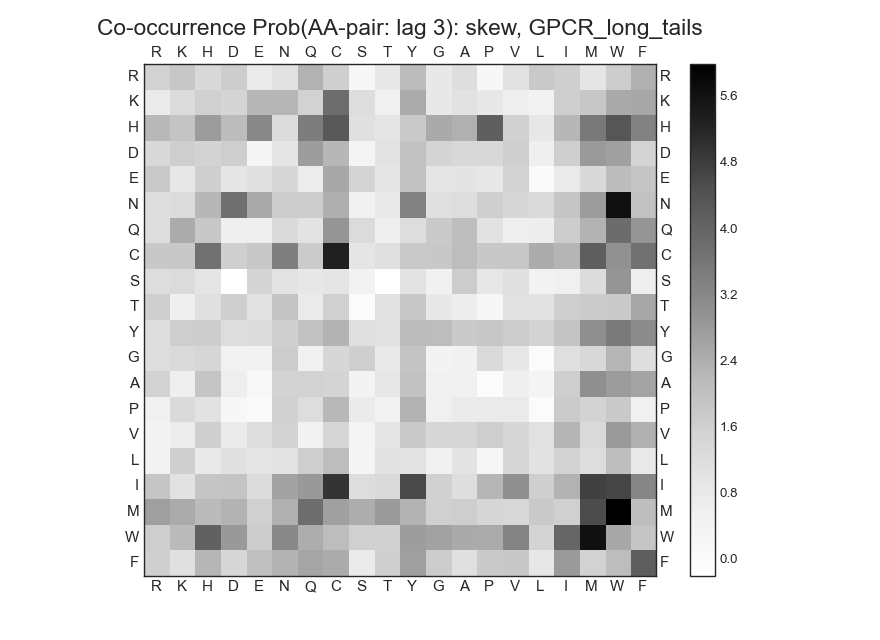 Co-occurrence Prob(AA-pair: lag 3): skew, GPCR_long_tails
R K H D E N Q C S T Y G A P V L I M W F
R R
K K
H H
D D
E E
N N
Q Q
C C
S S
T T
Y Y
G G
A A
P P
V V
L L
I I
M M
W W
F F
R K H D E N Q C S T Y G A P V L I M W F
5.6
4.8
4.0
3.2
2.4
1.6
0.8
0.0